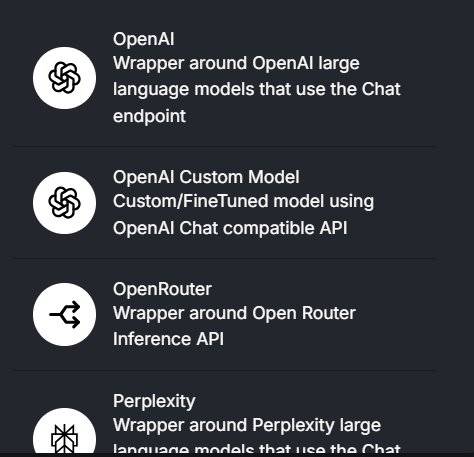 OpenAI
Wrapper around OpenAI large
language models that use the Chat
endpoint
OpenAI Custom Model
Custom/FineTuned model using
OpenAI Chat compatible API
OpenRouter
Wrapper around Open Router
Inference API
Perplexity
Wrapper around Perplexity large
language models that use the Chat